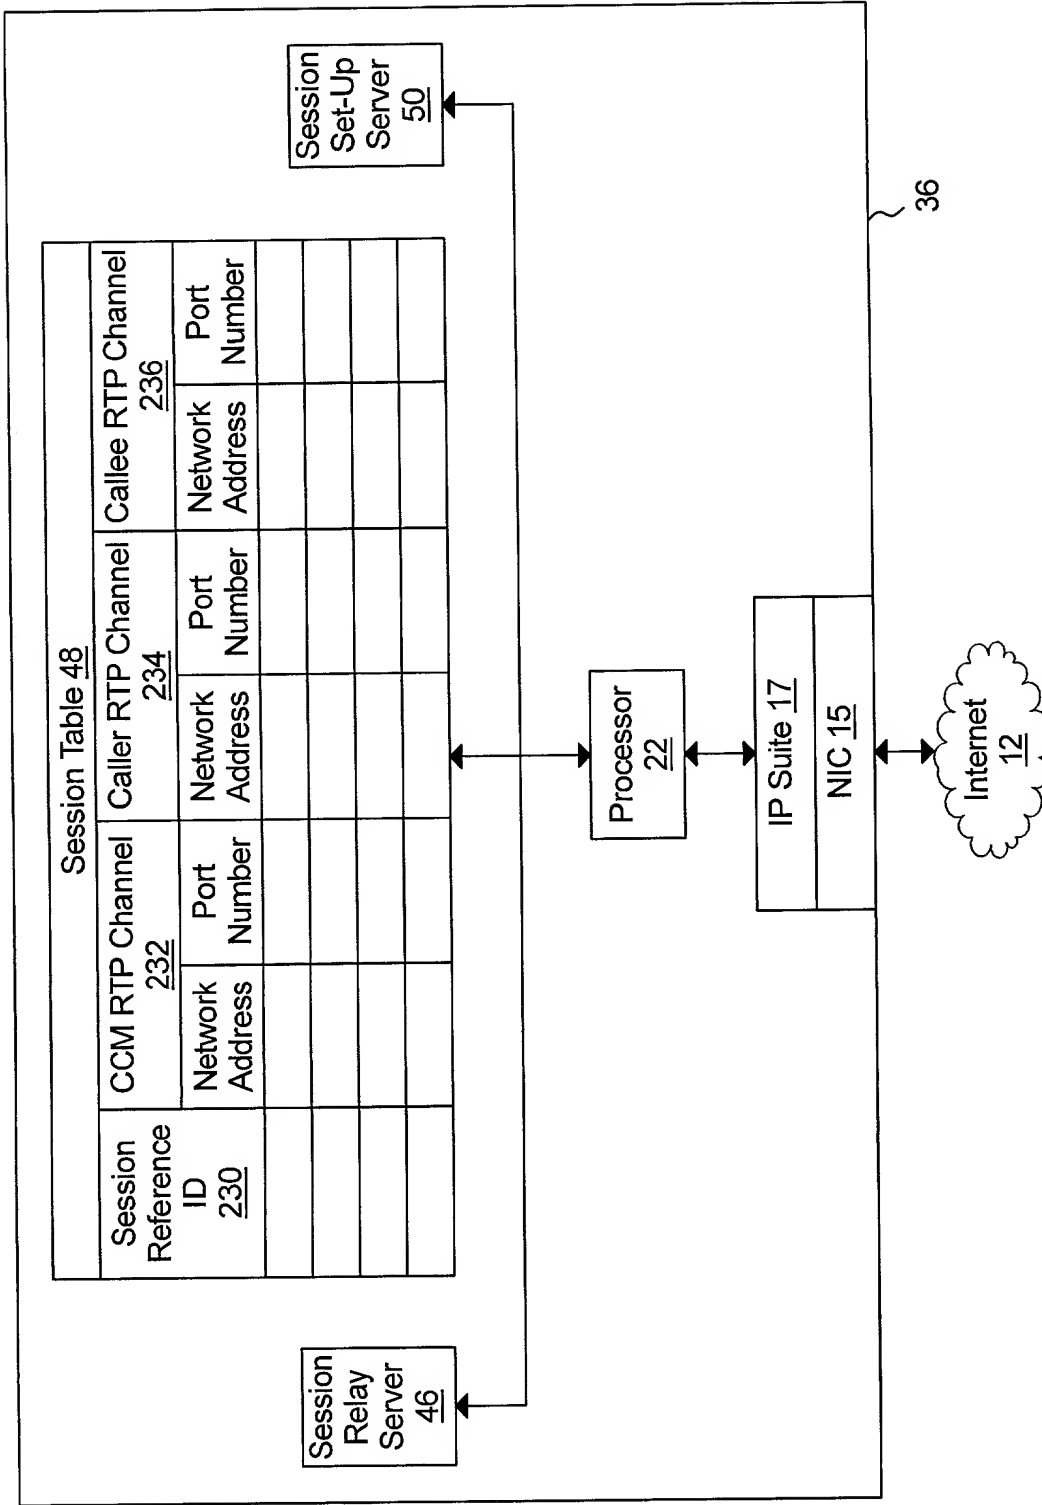 Session Table 48
Session
Reference
ID
230
CCM RTP Channel
232
Caller RTP Channel
234
Callee RTP Channel
236
Network
Address
Port
Number
Network
Address
Port
Number
Network
Address
Port
Number
Session
Relay
Server
46
Session
Set-Up
Server
50
Processor
22
IP Suite 17
NIC 15
36
Internet
12